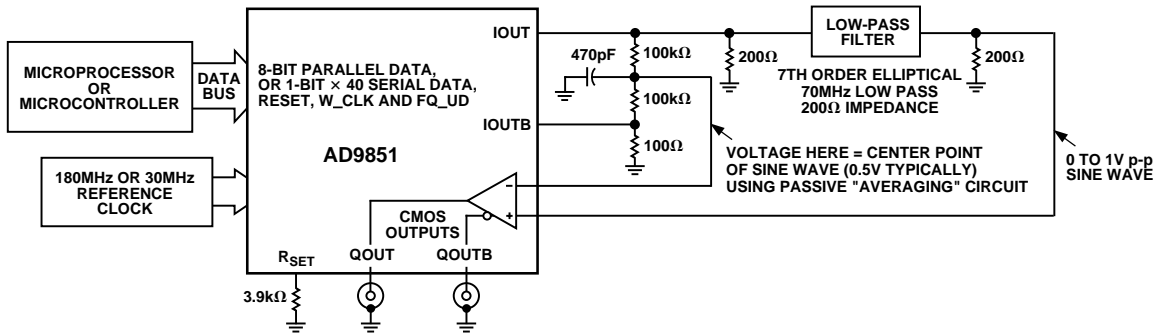 MICROPROCESSOR
OR
MICROCONTROLLER
DATA
BUS
8-BIT PARALLEL DATA,
OR 1-BIT × 40 SERIAL DATA,
RESET, W_CLK AND FQ_UD
AD9851
180MHz OR 30MHz
REFERENCE
CLOCK
RSET
3.9kΩ
CMOS
OUTPUTS
QOUT
QOUTB
IOUT
IOUTB
–
+
470pF
100kΩ
100kΩ
100Ω
200Ω
LOW-PASS
FILTER
7TH ORDER ELLIPTICAL
70MHz LOW PASS
200Ω IMPEDANCE
200Ω
VOLTAGE HERE = CENTER POINT
OF SINE WAVE (0.5V TYPICALLY)
USING PASSIVE "AVERAGING" CIRCUIT
0 TO 1V p-p
SINE WAVE